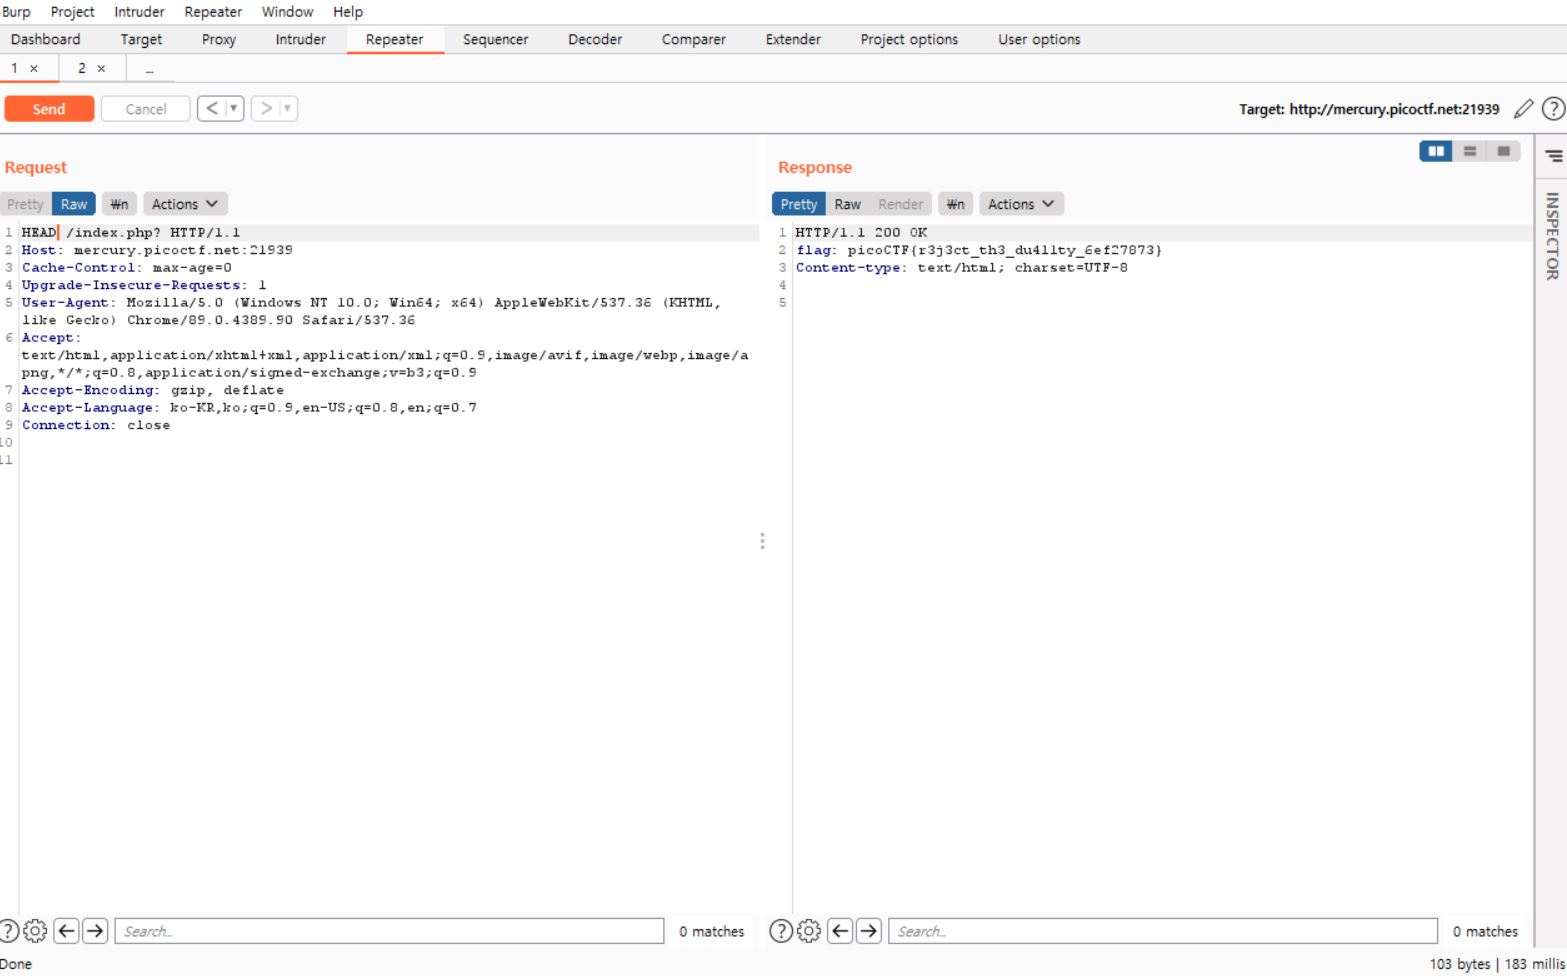 Burp Project Intruder Repeater Window Help
Dashboard Target Proxy Intruder Repeater Sequencer Decoder Comparer Extender Project options User options
1 × 2 × ...
Send Cancel < ▼ > ▼ Target: http://mercury.picoctf.net:21939 ?
Request
Pretty Raw ₩n Actions
1 HEAD /index.php? HTTP/1.1
2 Host: mercury.picoctf.net:21939
3 Cache-Control: max-age=0
4 Upgrade-Insecure-Requests: 1
5 User-Agent: Mozilla/5.0 (Windows NT 10.0; Win64; x64) AppleWebKit/537.36 (KHTML,
like Gecko) Chrome/89.0.4389.90 Safari/537.36
6 Accept:
text/html,application/xhtml+xml,application/xml;q=0.9,image/avif,image/webp,image/a
png,*/*;q=0.8,application/signed-exchange;v=b3;q=0.9
7 Accept-Encoding: gzip, deflate
8 Accept-Language: ko-KR,ko;q=0.9,en-US;q=0.8,en;q=0.7
9 Connection: close
10
11
? Search... 0 matches
Response
Pretty Raw Render ₩n Actions
1 HTTP/1.1 200 OK
2 flag: picoCTF{r3j3ct_th3_du4l1ty_6ef27873}
3 Content-type: text/html; charset=UTF-8
4
5
? Search... 0 matches
INSPECTOR
Done
103 bytes | 183 millis